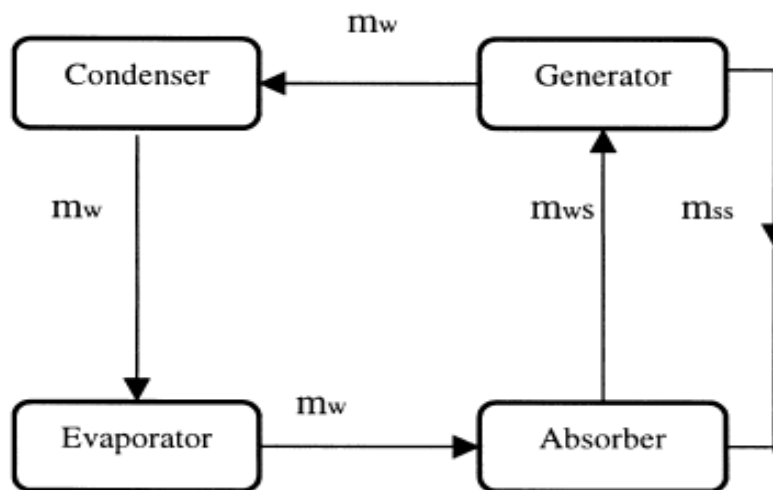 mw
Condenser
Generator
mw
mws
mss
mw
Evaporator
Absorber